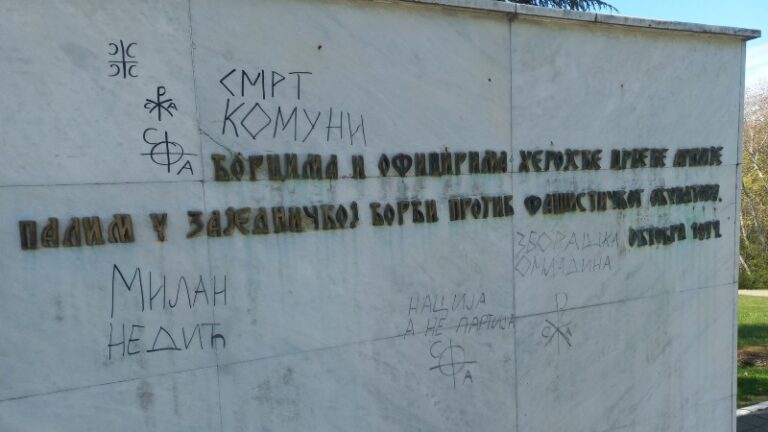 СМРТ
КОМУНИ
БОРЦИМА И ОФИЦИРИМА ХЕРОЈСКЕ ЦРВЕНЕ АРМИЈЕ
ПАЛИМ У ЗАЈЕДНИЧКОЈ БОРБИ ПРОТИВ ФАШИСТИЧКОГ
ОКТОБРА
ЗБОРАШКА
ОМЛАДИНА
МИЛАН
НЕДИЋ
НАЦИЈА
А НЕ ПАРТИЈА